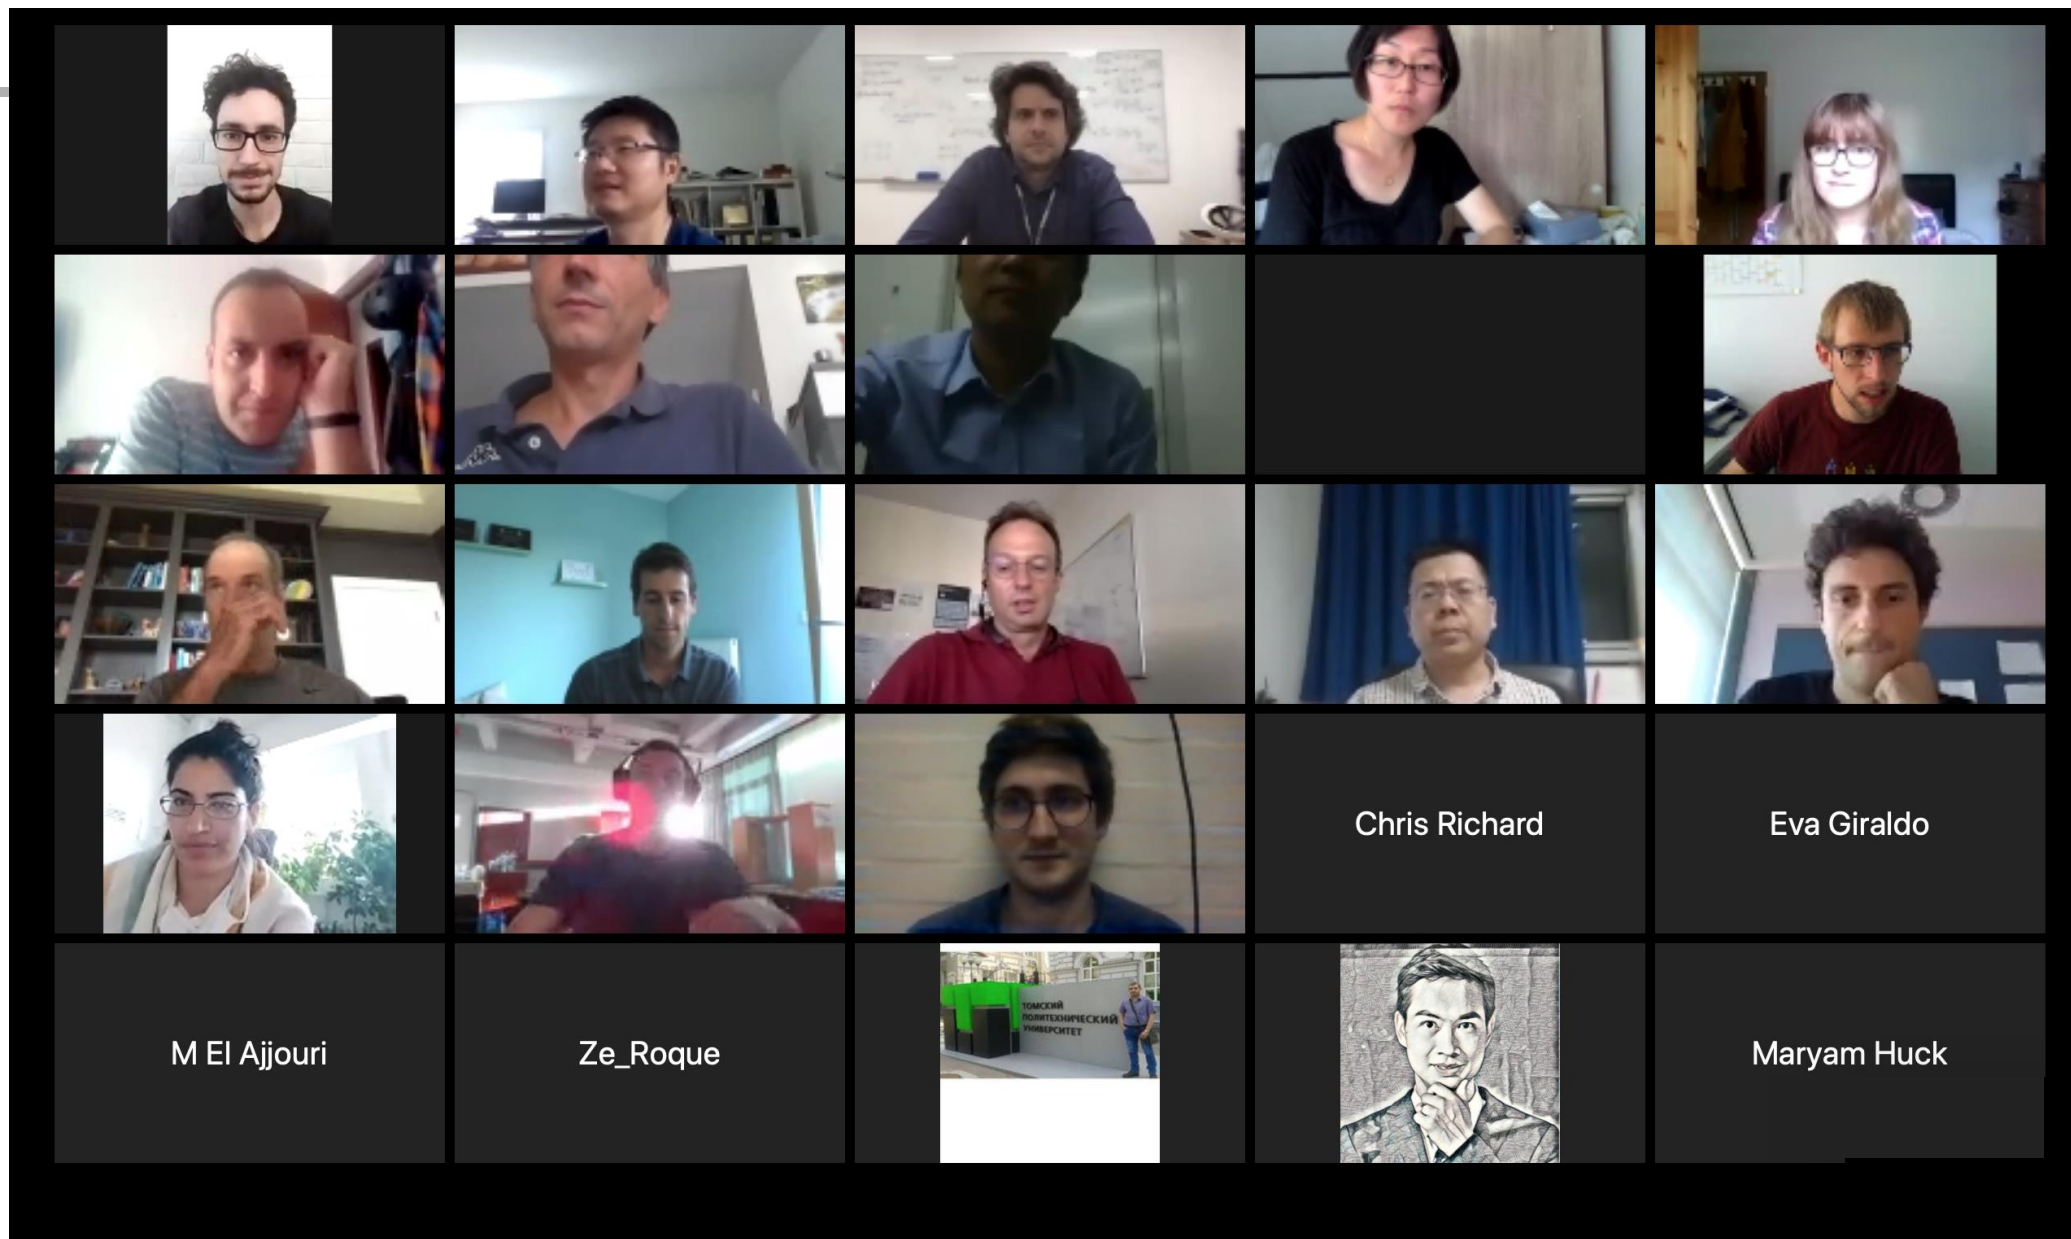 Chris Richard
Eva Giraldo
M El Ajjouri
Ze_Roque
ТОМСКИЙ
ПОЛИТЕХНИЧЕСКИЙ
УНИВЕРСИТЕТ
Maryam Huck